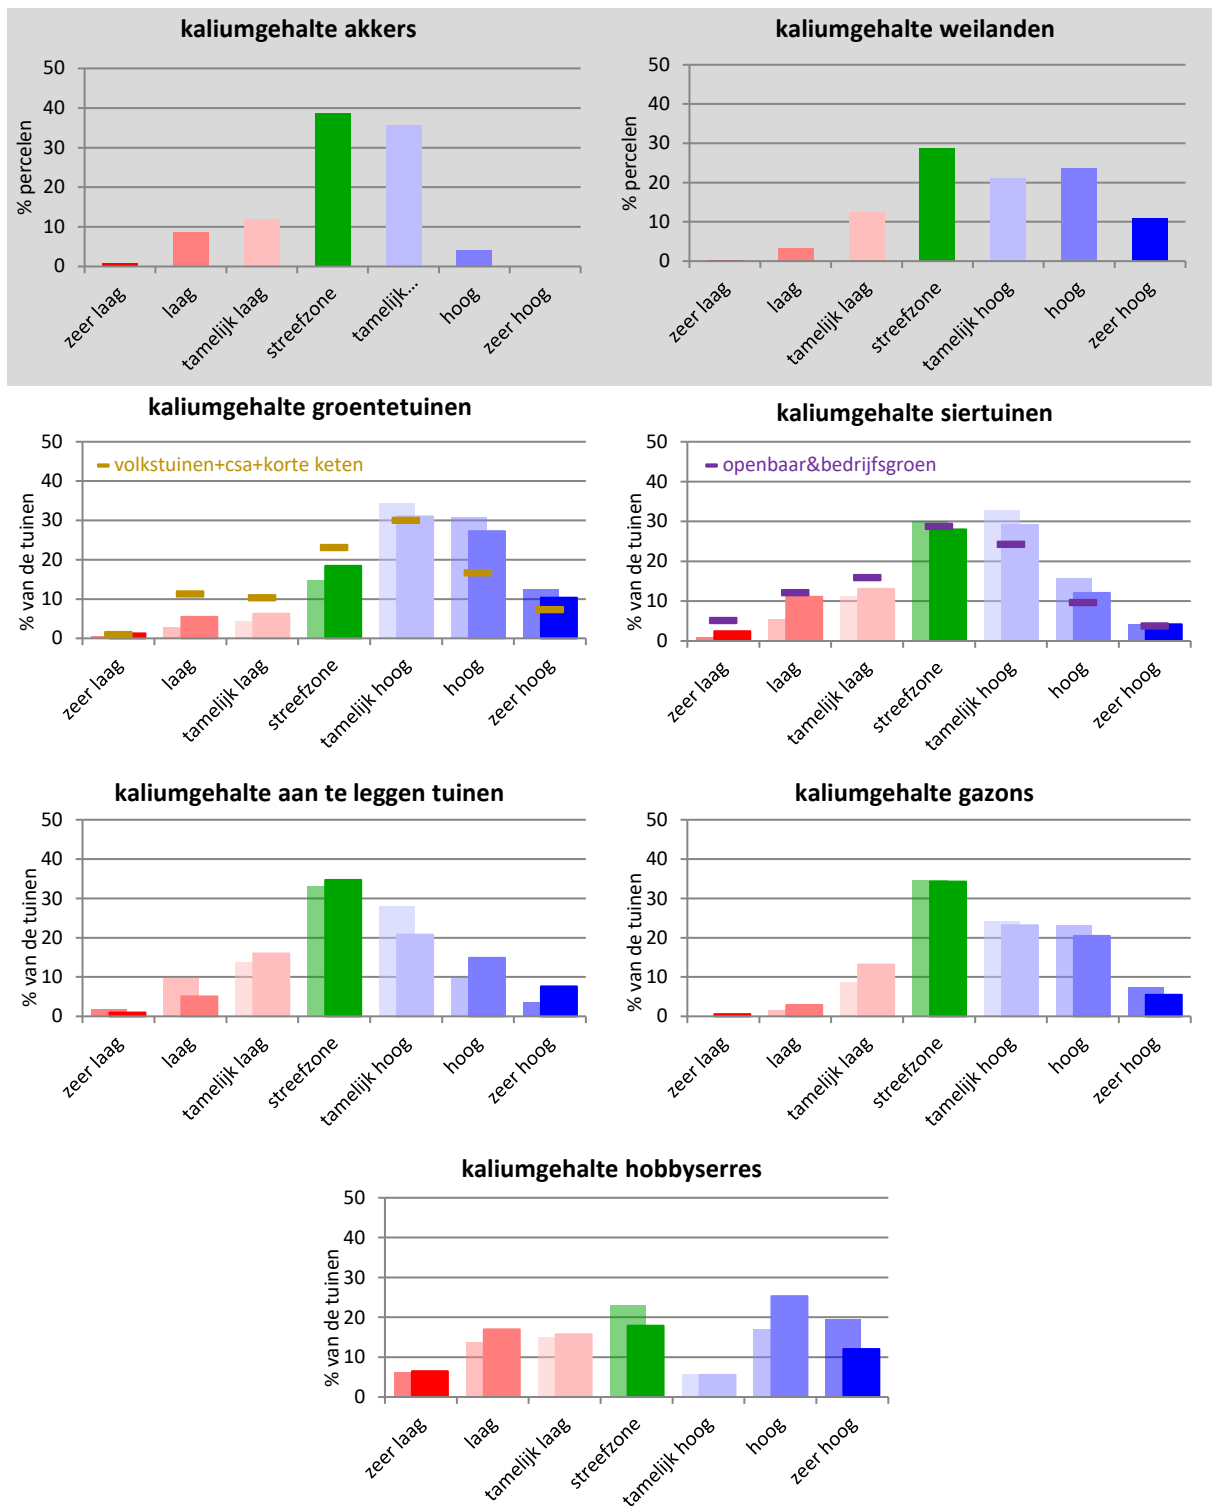 kaliumgehalte akkers
% percelen
50
40
30
20
10
0
zeer laag
laag
tamelijk laag
streefzone
tamelijk...
hoog
zeer hoog
kaliumgehalte weilanden
% percelen
50
40
30
20
10
0
zeer laag
laag
tamelijk laag
streefzone
tamelijk hoog
hoog
zeer hoog
kaliumgehalte groentetuinen
% van de tuinen
50
40
30
20
10
0
volkstuinen+csa+korte keten
zeer laag
laag
tamelijk laag
streefzone
tamelijk hoog
hoog
zeer hoog
kaliumgehalte siertuinen
% van de tuinen
50
40
30
20
10
0
openbaar&bedrijfsgroen
zeer laag
laag
tamelijk laag
streefzone
tamelijk hoog
hoog
zeer hoog
kaliumgehalte aan te leggen tuinen
% van de tuinen
50
40
30
20
10
0
zeer laag
laag
tamelijk laag
streefzone
tamelijk hoog
hoog
zeer hoog
kaliumgehalte gazons
% van de tuinen
50
40
30
20
10
0
zeer laag
laag
tamelijk laag
streefzone
tamelijk hoog
hoog
zeer hoog
kaliumgehalte hobbyserres
% van de tuinen
50
40
30
20
10
0
zeer laag
laag
tamelijk laag
streefzone
tamelijk hoog
hoog
zeer hoog